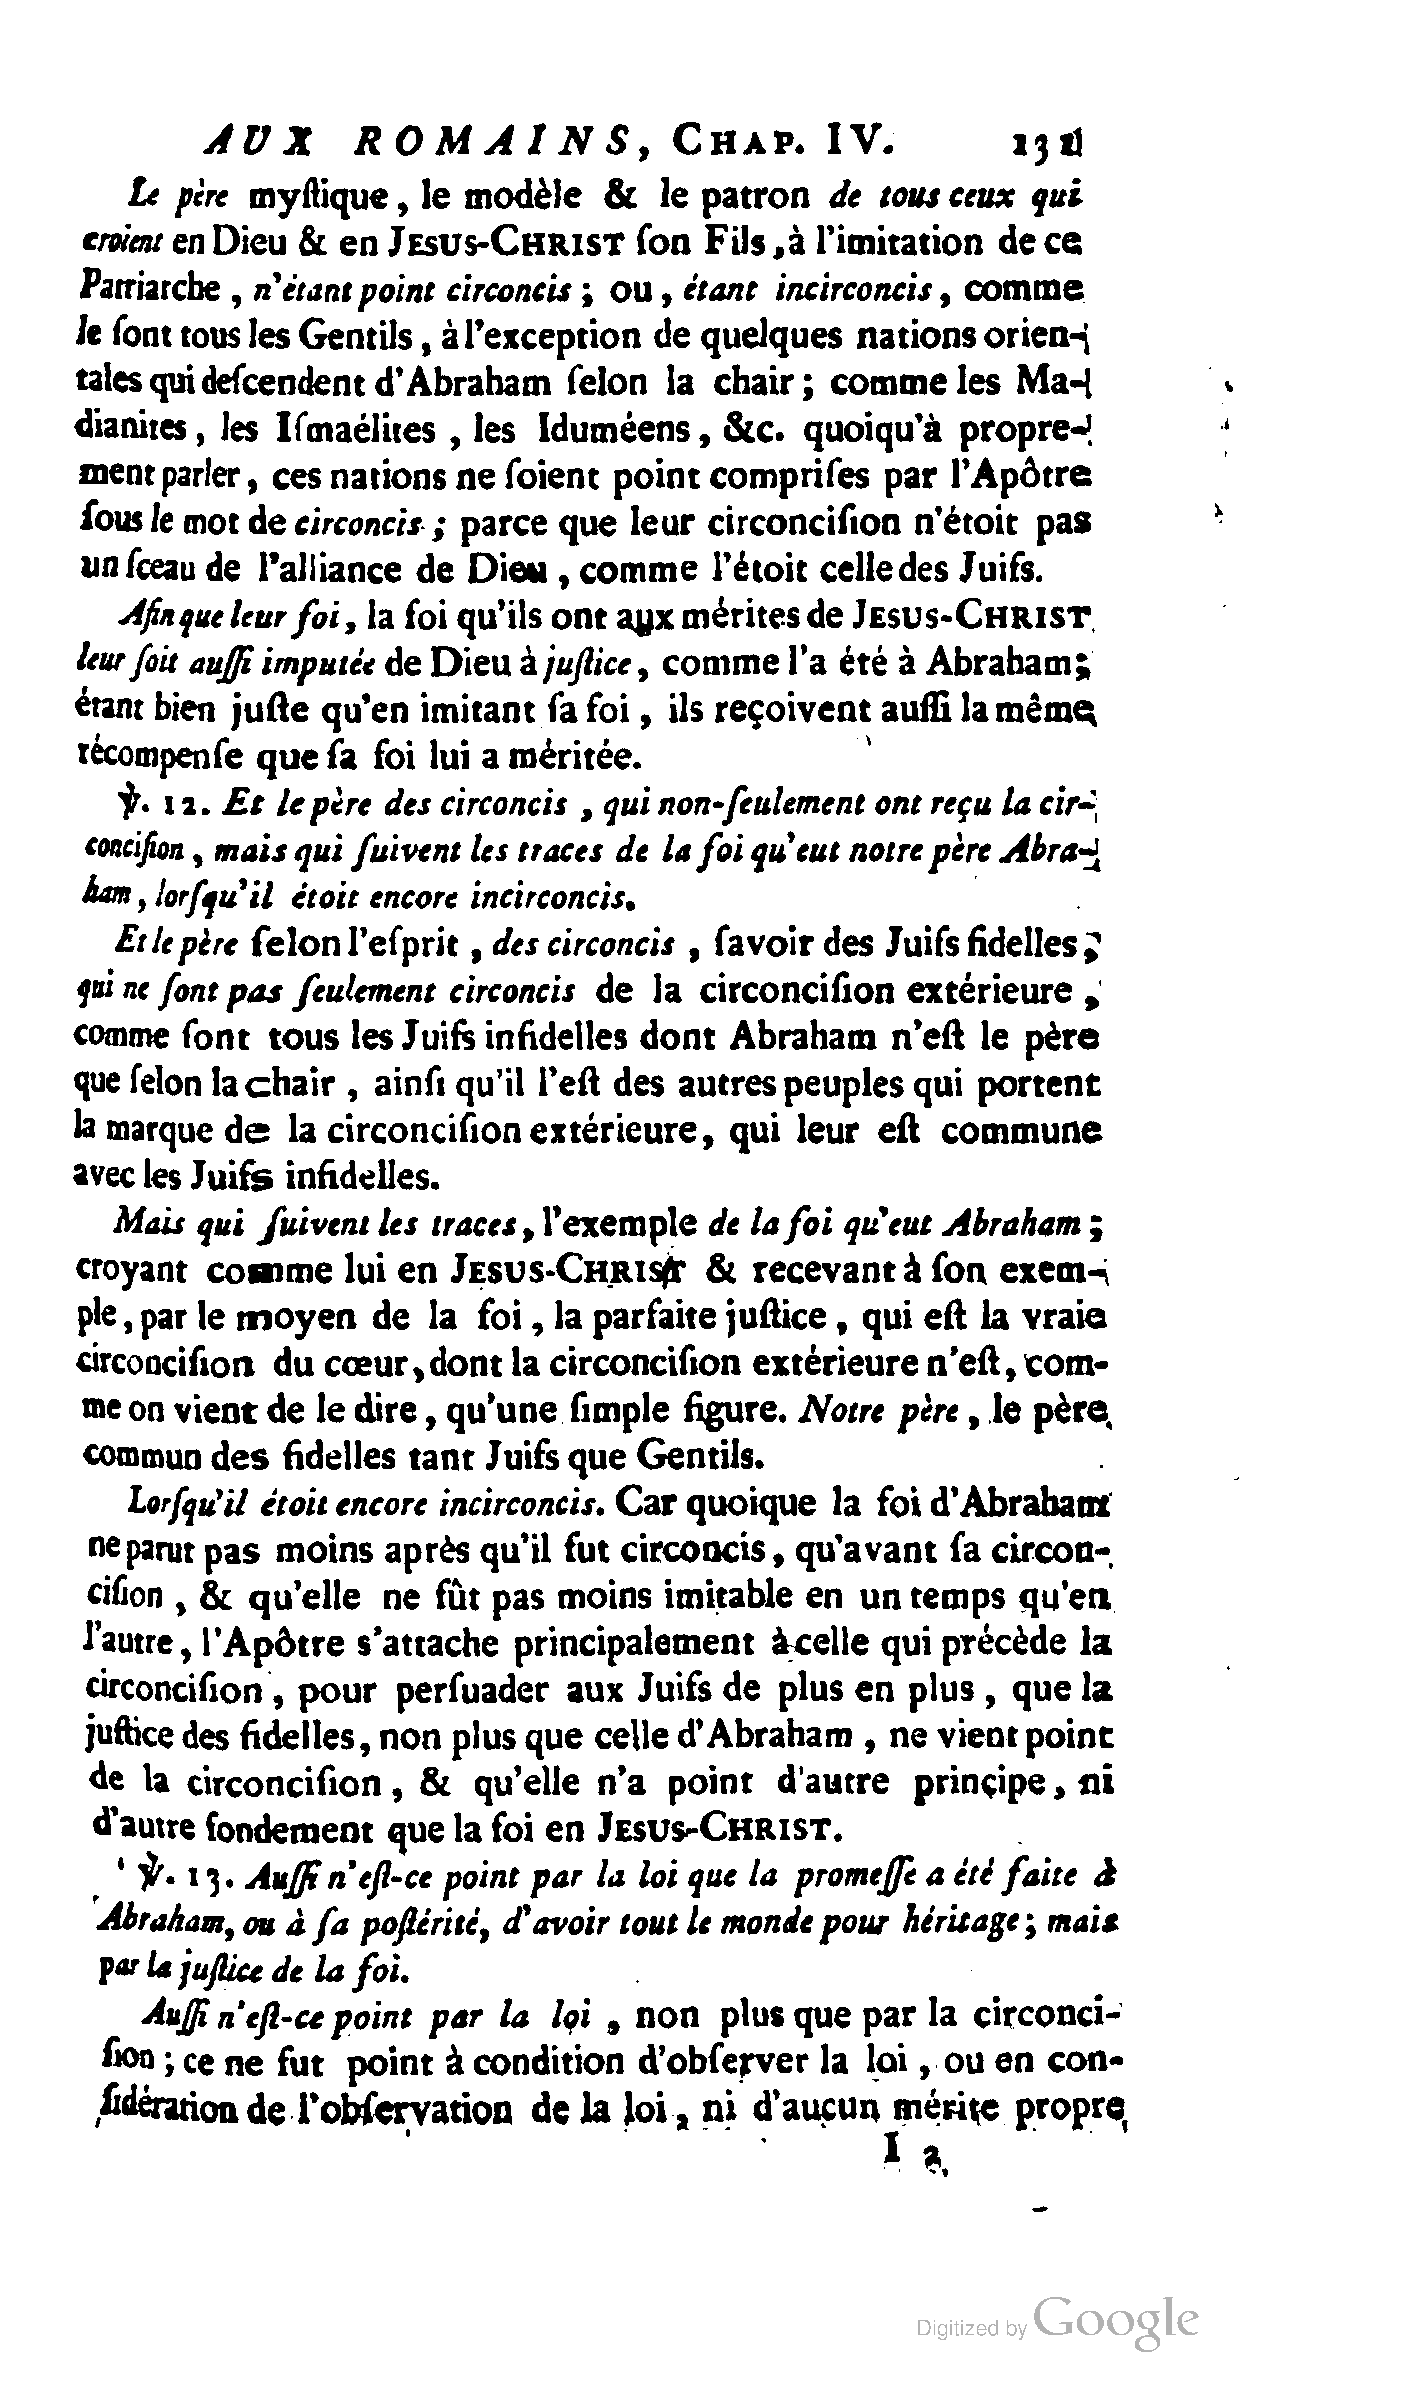 AUX ROMAINS, CHAP. IV. 131
Le père myſtique, le modèle & le patron de tous ceux qui
croient en Dieu & en JESUS-CHRIST ſon Fils, à l'imitation de ce
Patriarche, n'étant point circoncis ; ou, étant incirconcis, comme
le ſont tous les Gentils, à l'exception de quelques nations orien-
tales qui deſcendent d'Abraham ſelon la chair ; comme les Ma-
dianites, les Iſmaélites, les Iduméens, &c. quoiqu'à propre-
ment parler, ces nations ne ſoient point compriſes par l'Apôtre
ſous le mot de circoncis ; parce que leur circonciſion n'étoit pas
un ſceau de l'alliance de Dieu, comme l'étoit celle des Juifs.
Afin que leur foi, la foi qu'ils ont aux mérites de JESUS-CHRIST
leur ſoit auſſi imputée de Dieu à juſtice, comme l'a été à Abraham ;
étant bien juſte qu'en imitant ſa foi, ils reçoivent auſſi la même
récompenſe que ſa foi lui a méritée.
℣. 12. Et le père des circoncis, qui non-ſeulement ont reçu la cir-
conciſion, mais qui ſuivent les traces de la foi qu'eut notre père Abra-
ham, lorſqu'il étoit encore incirconcis.
Et le père ſelon l'eſprit, des circoncis, ſavoir des Juifs fidelles ;
qui ne ſont pas ſeulement circoncis de la circonciſion extérieure,
comme ſont tous les Juifs infidelles dont Abraham n'eſt le père
que ſelon la chair, ainſi qu'il l'eſt des autres peuples qui portent
la marque de la circonciſion extérieure, qui leur eſt commune
avec les Juifs infidelles.
Mais qui ſuivent les traces, l'exemple de la foi qu'eut Abraham ;
croyant comme lui en JESUS-CHRIST & recevant à ſon exem-
ple, par le moyen de la foi, la parfaite juſtice, qui eſt la vraie
circonciſion du cœur, dont la circonciſion extérieure n'eſt, com-
me on vient de le dire, qu'une ſimple figure. Notre père, le père
commun des fidelles tant Juifs que Gentils.
Lorſqu'il étoit encore incirconcis. Car quoique la foi d'Abraham
ne parut pas moins après qu'il fut circoncis, qu'avant ſa circon-
ciſion, & qu'elle ne fût pas moins imitable en un temps qu'en
l'autre, l'Apôtre s'attache principalement à celle qui précède la
circonciſion, pour perſuader aux Juifs de plus en plus, que la
juſtice des fidelles, non plus que celle d'Abraham, ne vient point
de la circonciſion, & qu'elle n'a point d'autre principe, ni
d'autre fondement que la foi en JESUS-CHRIST.
℣. 13. Auſſi n'eſt-ce point par la loi que la promeſſe a été faite à
Abraham, ou à ſa poſtérité, d'avoir tout le monde pour héritage ; mais
par la juſtice de la foi.
Auſſi n'eſt-ce point par la loi, non plus que par la circonci-
ſion ; ce ne fut point à condition d'obſerver la loi, ou en con-
ſidération de l'obſervation de la loi, ni d'aucun mérite propre
I 2
Digitized by Google